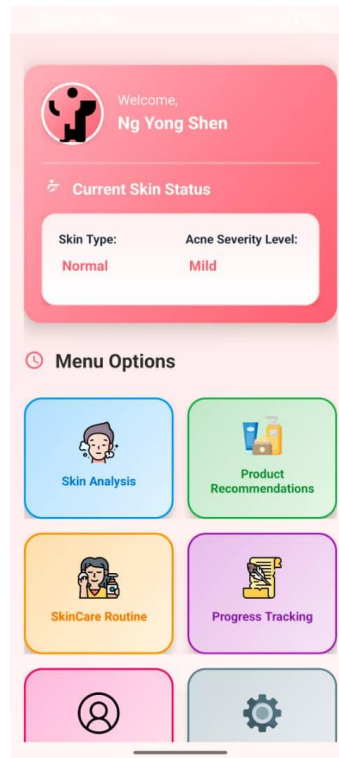 Welcome,
Ng Yong Shen
Current Skin Status
Skin Type:
Acne Severity Level:
Normal
Mild
Menu Options
Skin Analysis
Product
Recommendations
SkinCare Routine
Progress Tracking